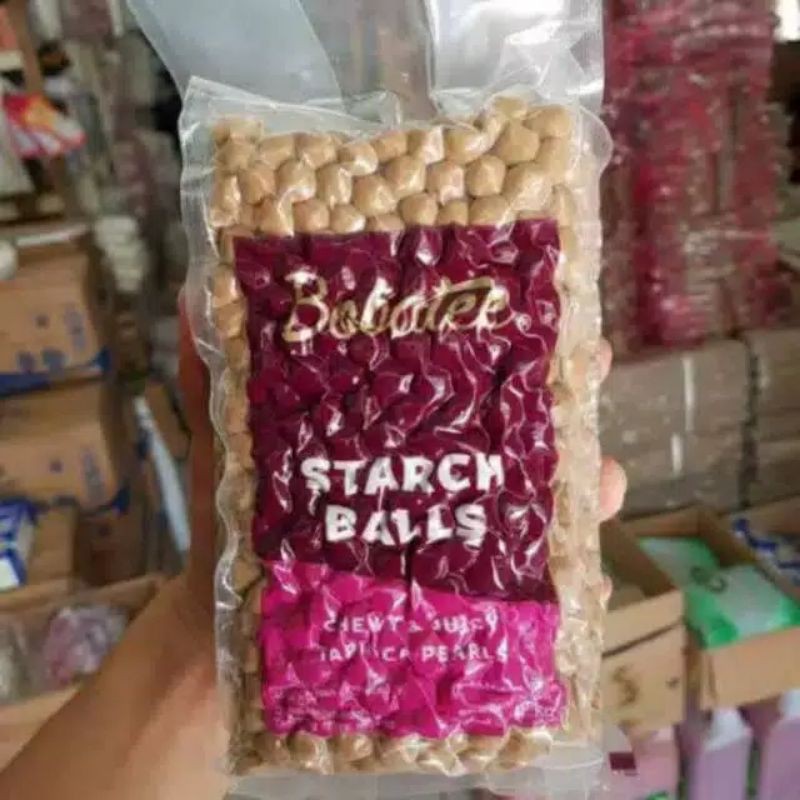 Bobatee
STARCH
BALLS
CHEWY & JUICY
TAPIOCA PEARLS